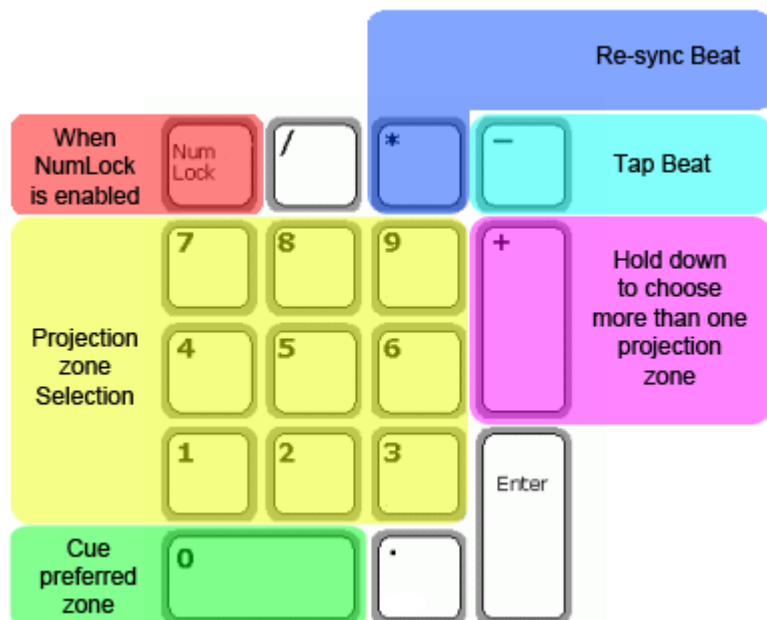 Re-sync Beat
When
NumLock
is enabled
Num
Lock
/
*
−
Tap Beat
7
8
9
+
Hold down
to choose
more than one
projection
zone
Projection
zone
Selection
4
5
6
1
2
3
Enter
Cue
preferred
zone
0
.